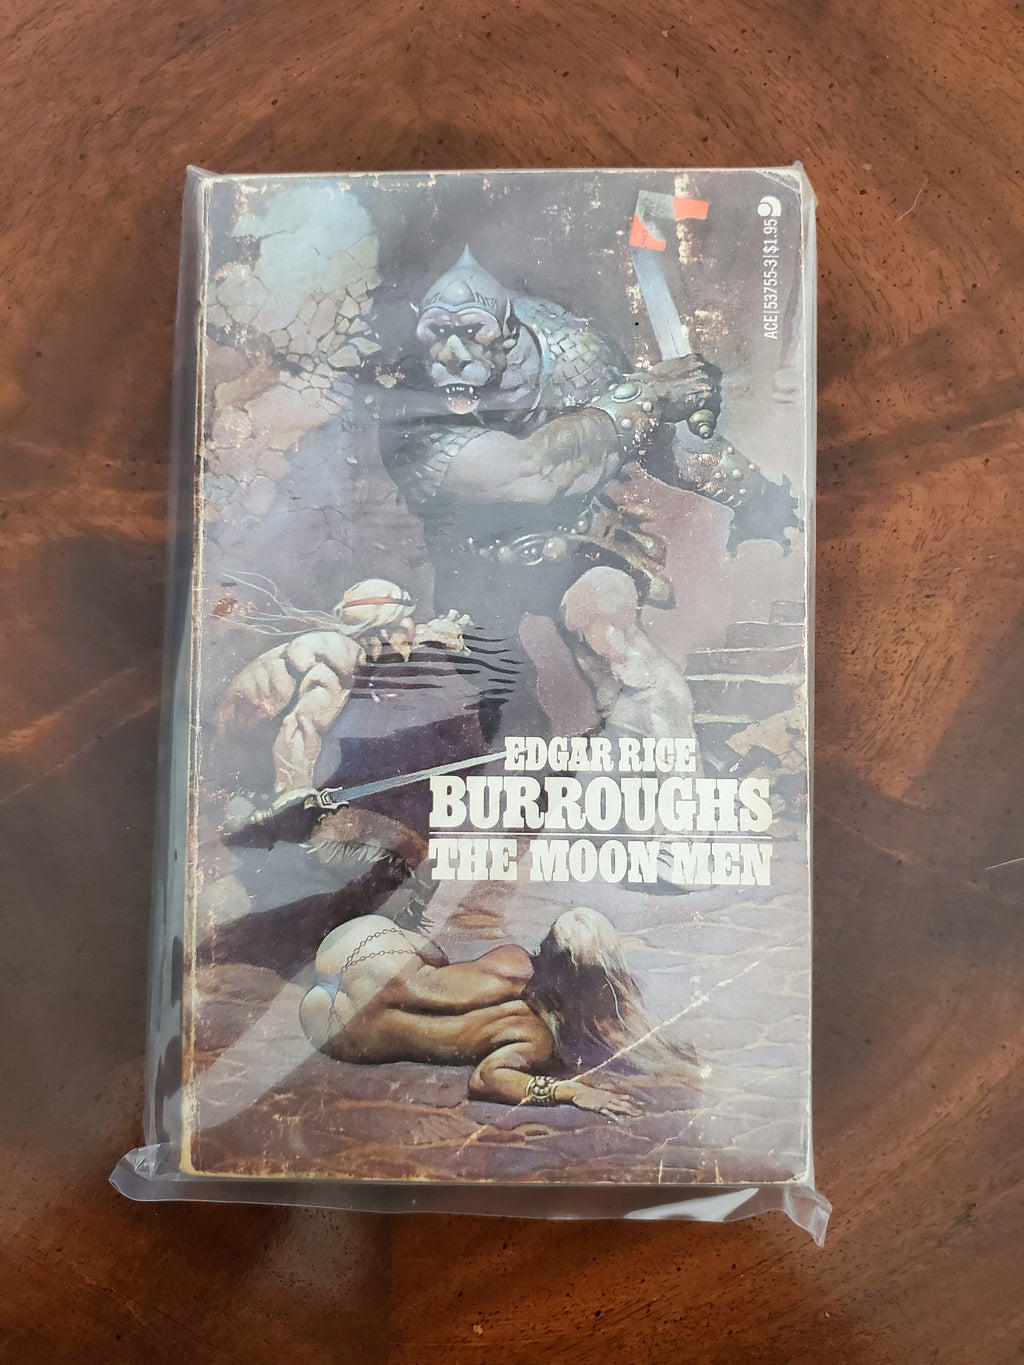 ACE|53755-3|$1.95
EDGAR RICE
BURROUGHS
THE MOON MEN